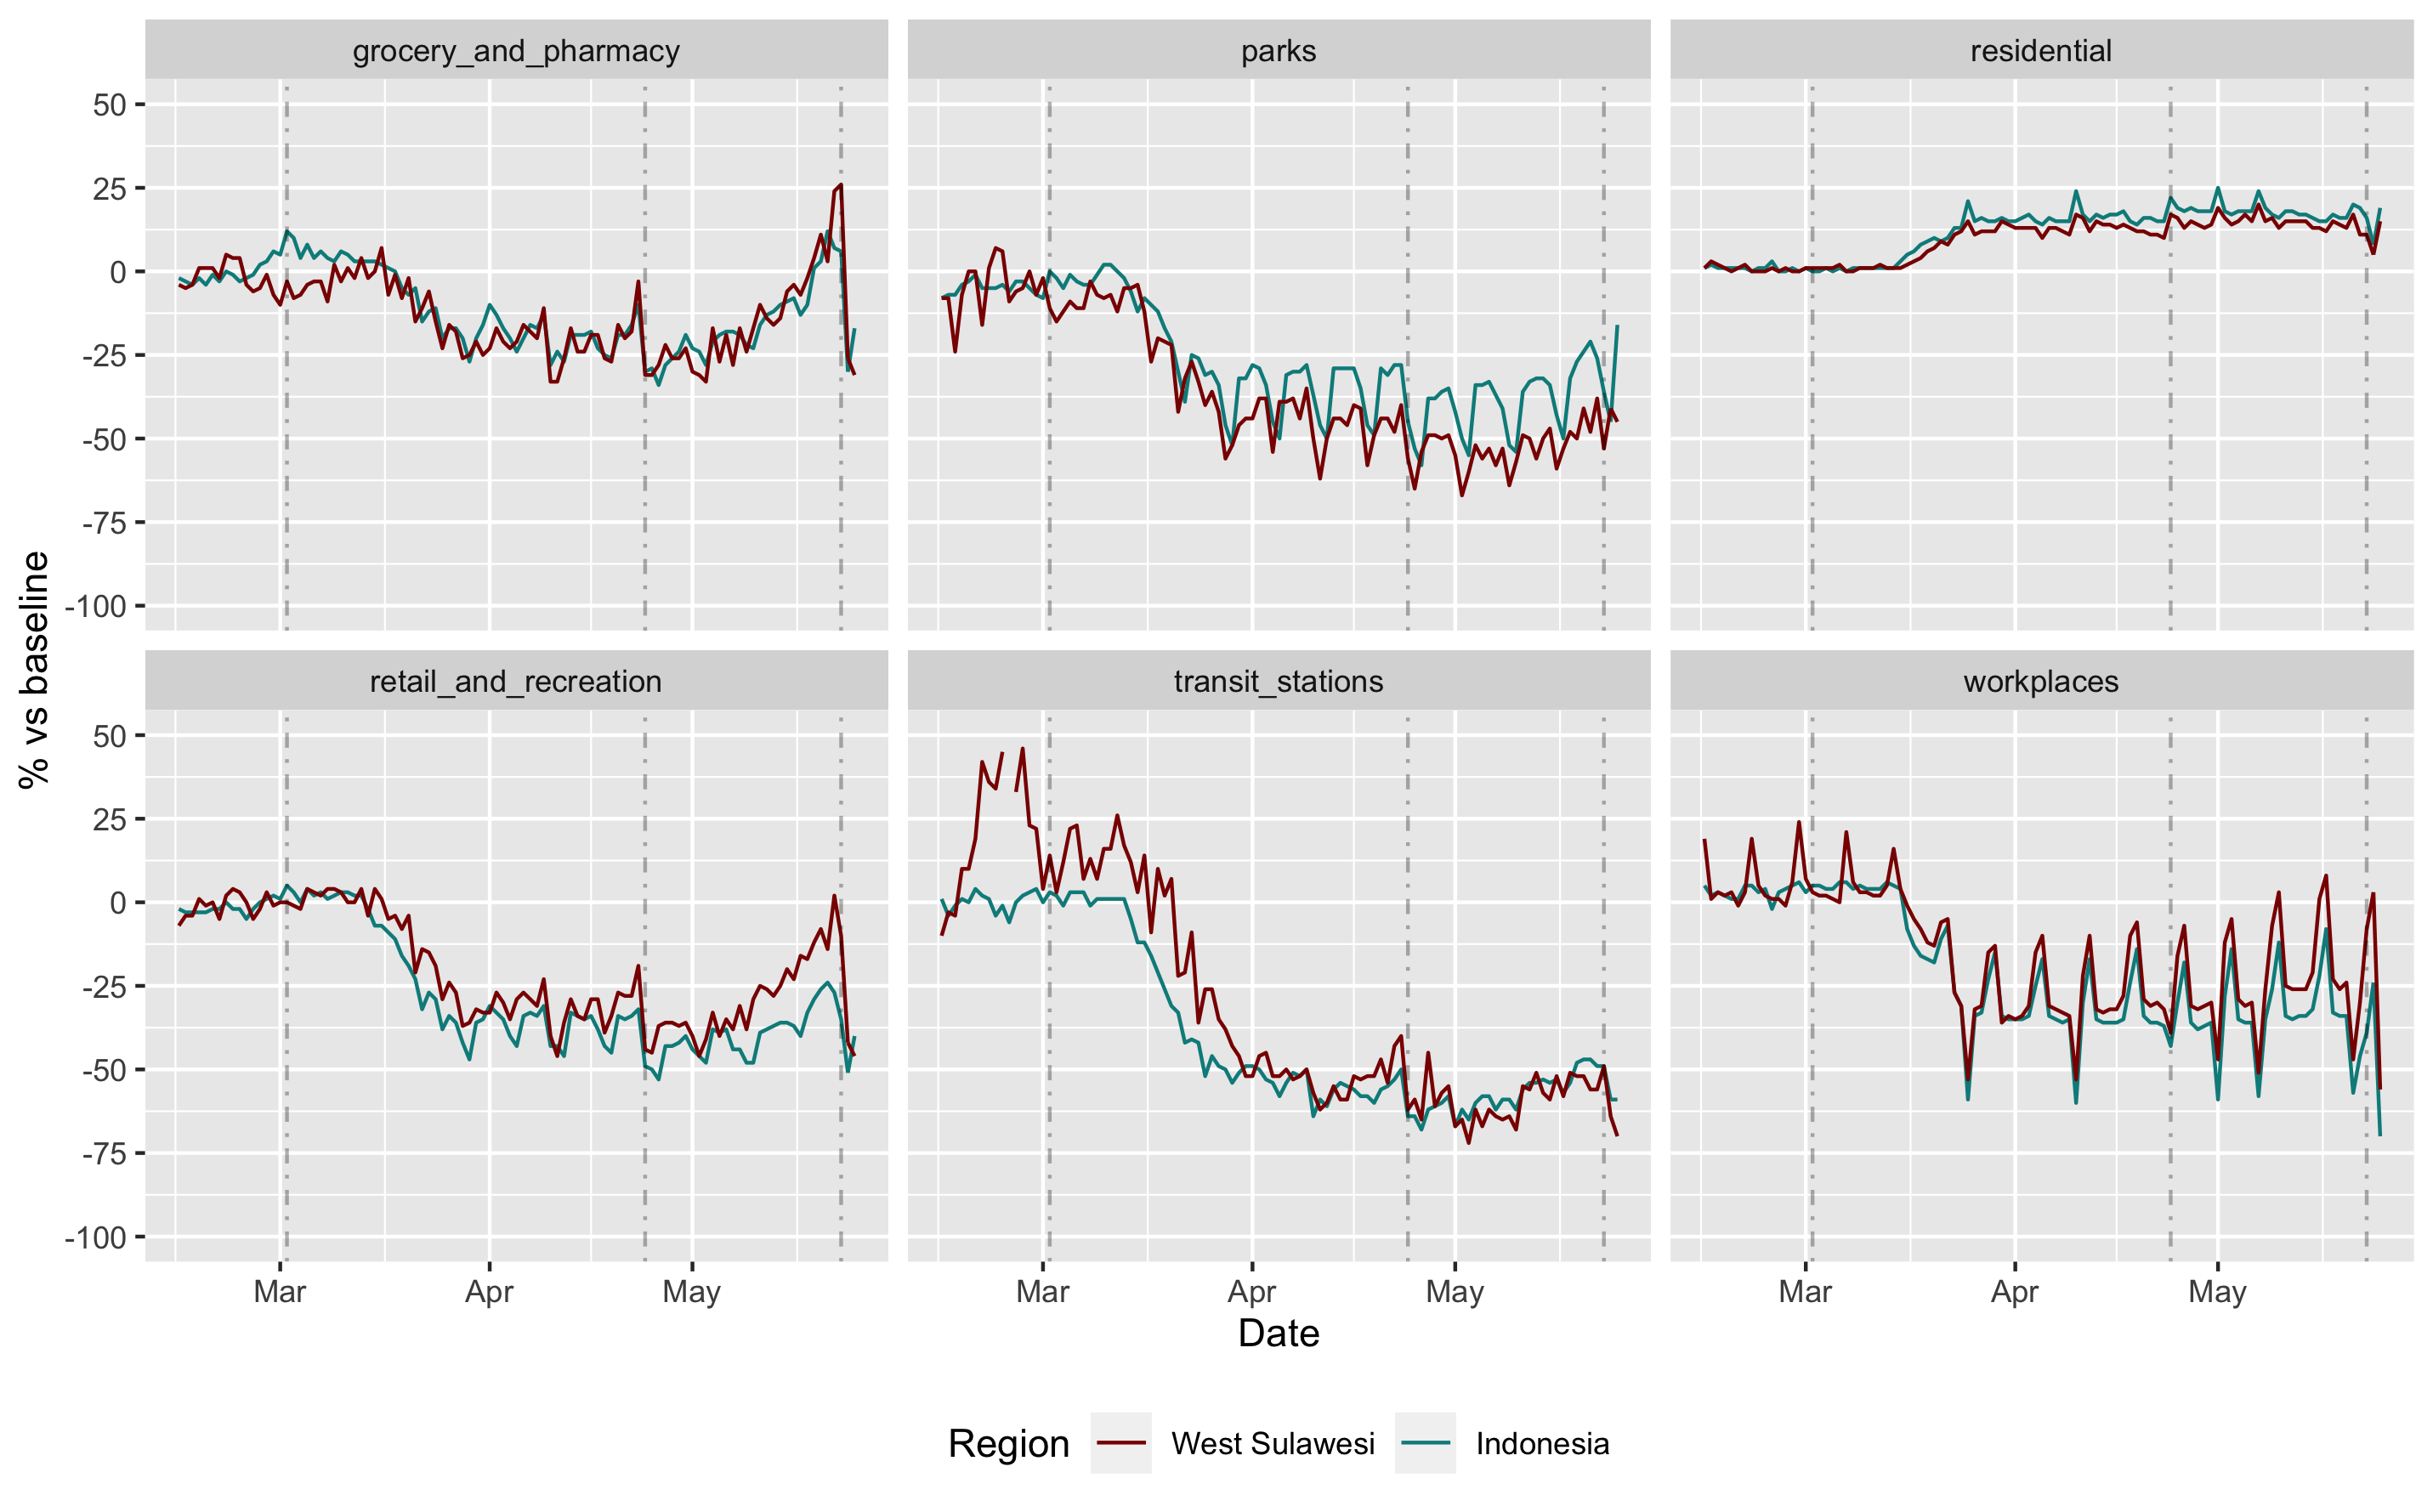 grocery_and_pharmacy
parks
residential
50
25
0
-25
-50
-75
-100
% vs baseline
retail_and_recreation
transit_stations
workplaces
50
25
0
-25
-50
-75
-100
Mar Apr May
Mar Apr May
Mar Apr May
Date
Region West Sulawesi Indonesia